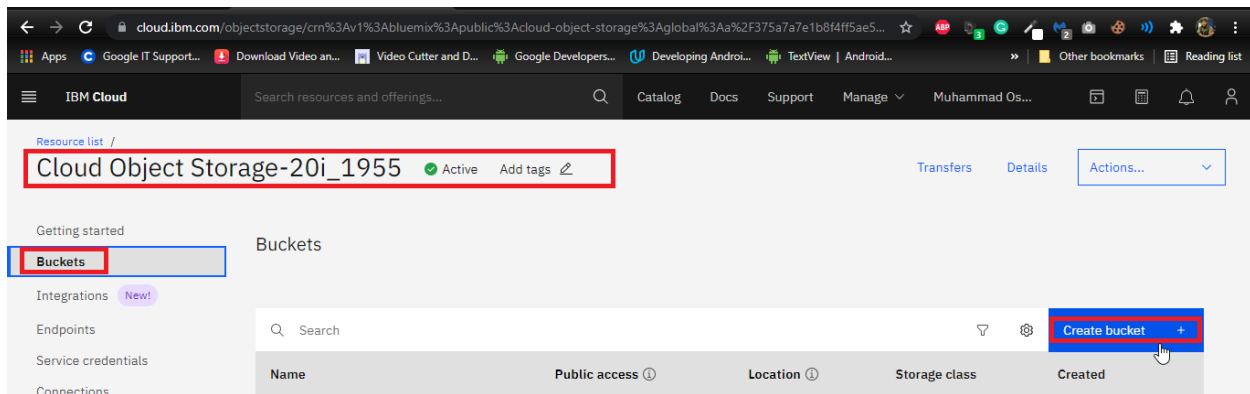 cloud.ibm.com/objectstorage/crn%3Av1%3Abluemix%3Apublic%3Acloud-object-storage%3Aglobal%3Aa%2F375a7a7e1b8f4ff5ae5...
ABP 3 G 2
Apps Google IT Support... Download Video an... Video Cutter and D... Google Developers... Developing Androi... TextView | Android... » Other bookmarks Reading list
IBM Cloud Search resources and offerings... Catalog Docs Support Manage Muhammad Os...
Resource list /
Cloud Object Storage-20i_1955 Active Add tags Transfers Details Actions...
Getting started
Buckets
Buckets
Integrations New!
Endpoints
Search Create bucket +
Service credentials
Name Public access Location Storage class Created
Connections